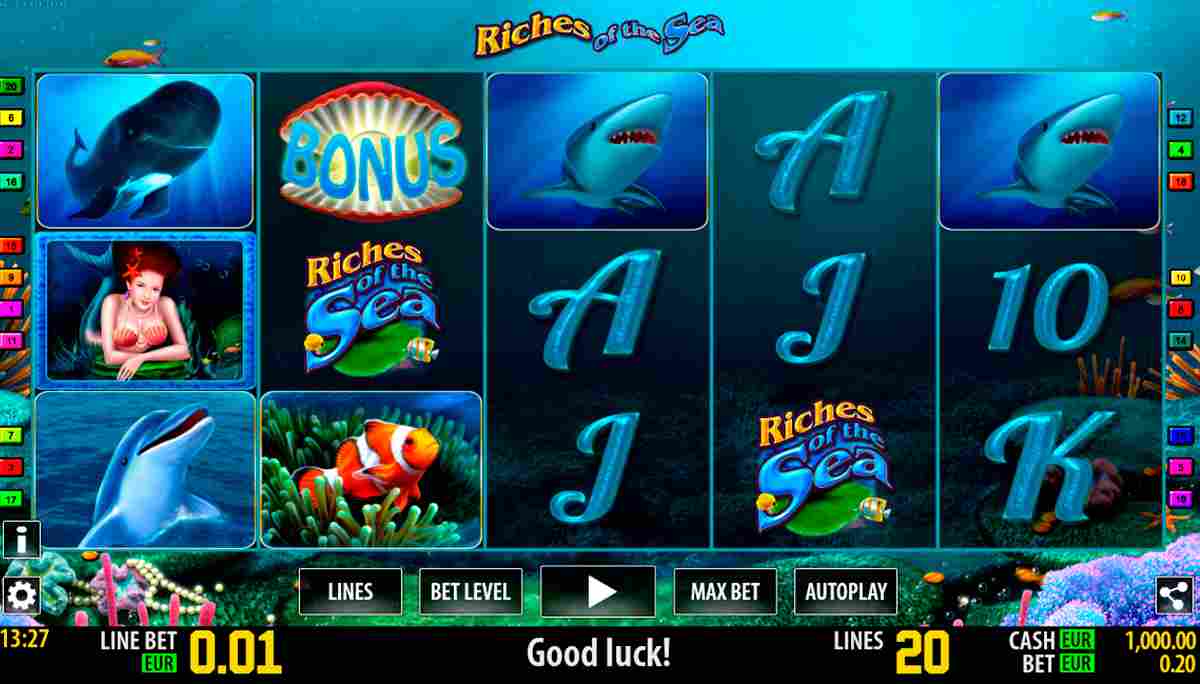 Riches of the Sea
20
6
2
16
BONUS
A
12
4
18
Riches
of the
Sea
A
J
10
9
1
11
10
8
14
J
Riches
of the
Sea
K
7
3
17
5
LINES
BET LEVEL
MAX BET
AUTOPLAY
13:27
LINE BET
EUR
0.01
Good luck!
LINES
20
CASH EUR 1,000.00
BET EUR 0.20